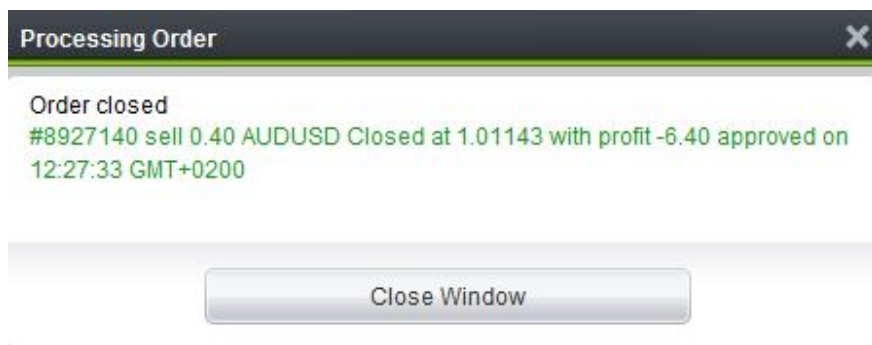 Processing Order
Order closed
#8927140 sell 0.40 AUDUSD Closed at 1.01143 with profit -6.40 approved on
12:27:33 GMT+0200
Close Window